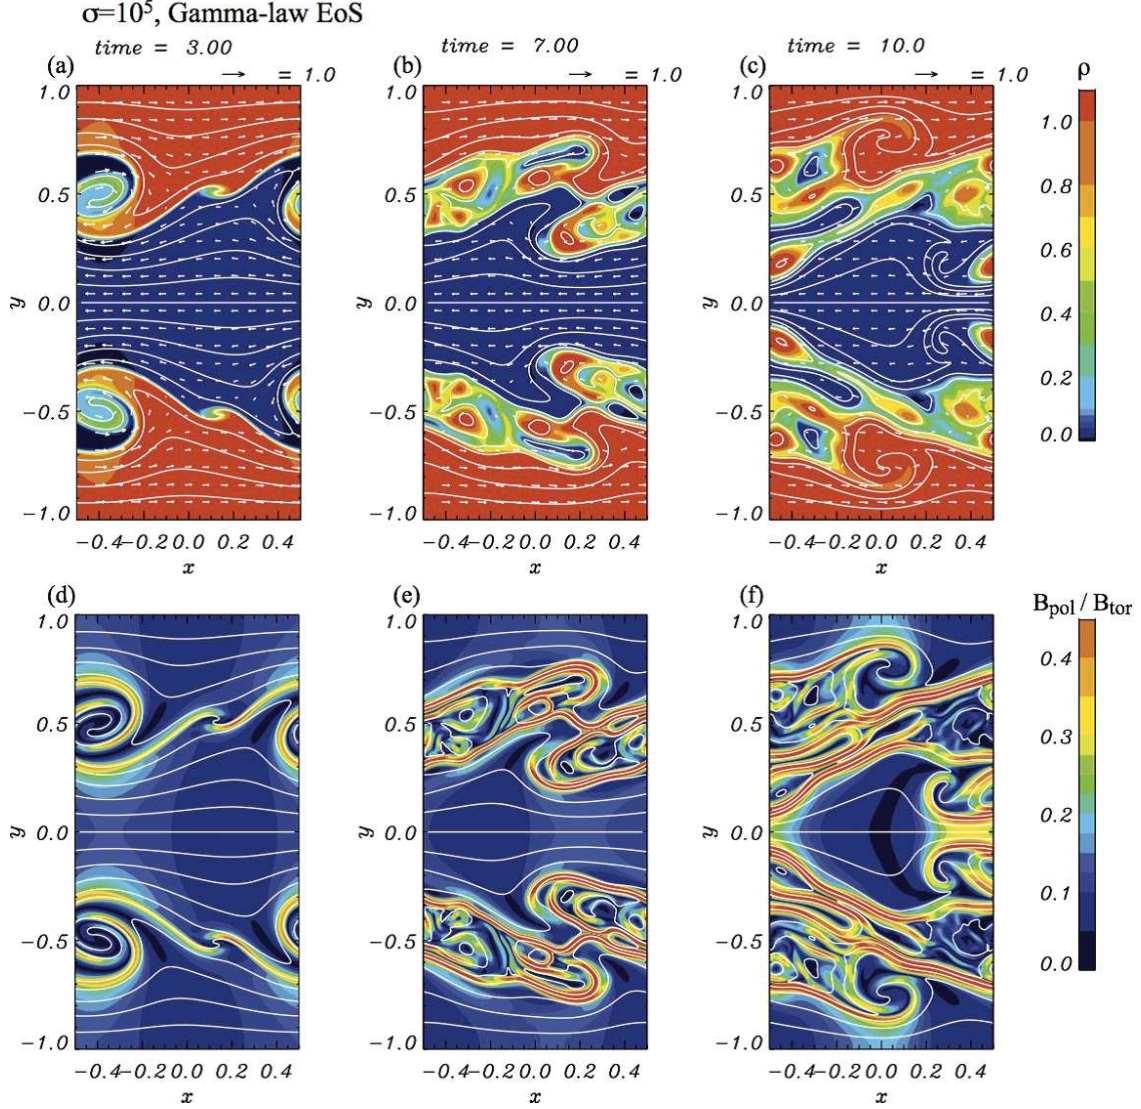 σ=10⁵, Gamma-law EoS
time = 3.00
time = 7.00
time = 10.0
(a) → = 1.0
(b) → = 1.0
(c) → = 1.0
ρ
1.0
0.5
0.0
−0.5
−1.0
y
−0.4−0.2 0.0 0.2 0.4
x
1.0
0.5
0.0
−0.5
−1.0
y
−0.4−0.2 0.0 0.2 0.4
x
1.0
0.5
0.0
−0.5
−1.0
y
−0.4−0.2 0.0 0.2 0.4
x
1.0
0.8
0.6
0.4
0.2
0.0
(d)
(e)
(f)
B_pol / B_tor
1.0
0.5
0.0
−0.5
−1.0
y
−0.4−0.2 0.0 0.2 0.4
x
1.0
0.5
0.0
−0.5
−1.0
y
−0.4−0.2 0.0 0.2 0.4
x
1.0
0.5
0.0
−0.5
−1.0
y
−0.4−0.2 0.0 0.2 0.4
x
0.4
0.3
0.2
0.1
0.0